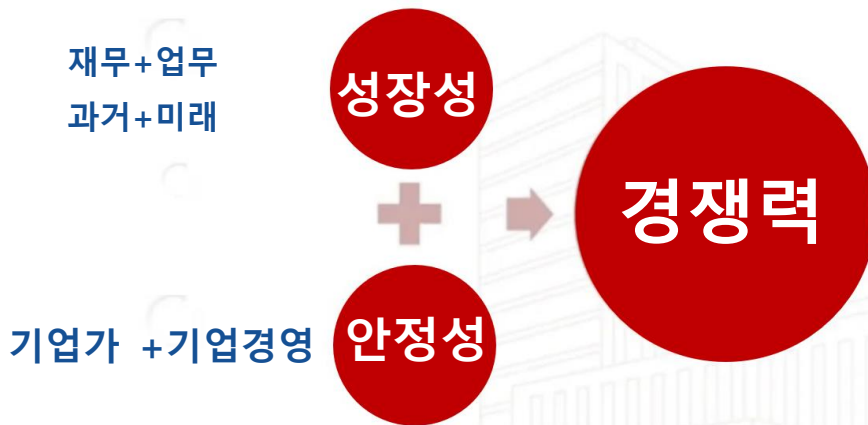 재무+업무
과거+미래
성장성
경쟁력
기업가 +기업경영
안정성